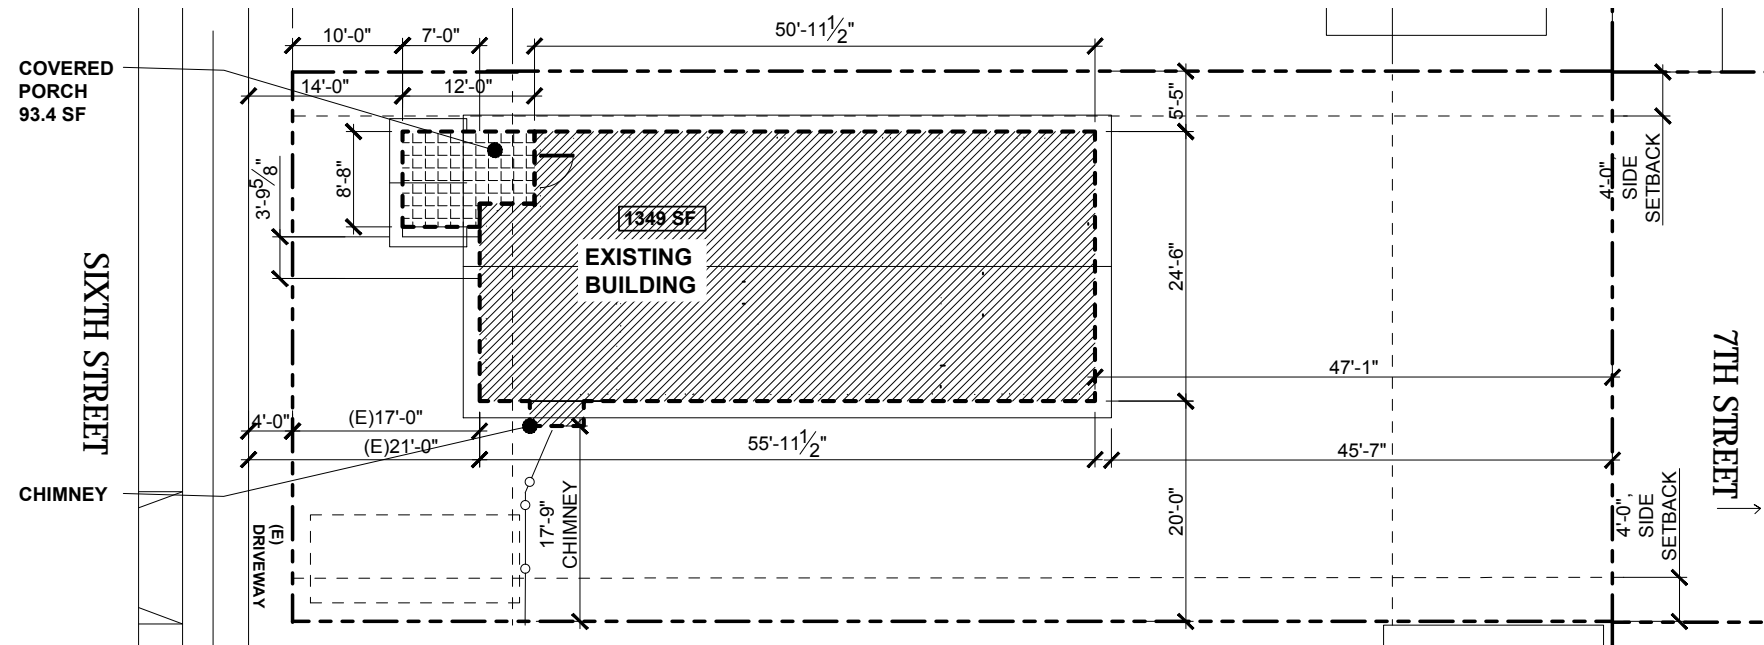 10'-0"
7'-0"
50'-11½"
COVERED
PORCH
93.4 SF
14'-0"
12'-0"
5'-5"
4'-0"
SIDE
SETBACK
3'-9⅝"
8'-8"
1349 SF
EXISTING
BUILDING
24'-6"
SIXTH STREET
7TH STREET
47'-1"
4'-0"
(E)17'-0"
(E)21'-0"
55'-11½"
45'-7"
CHIMNEY
17'-9"
CHIMNEY
20'-0"
4'-0",
SIDE
SETBACK
(E)
DRIVEWAY